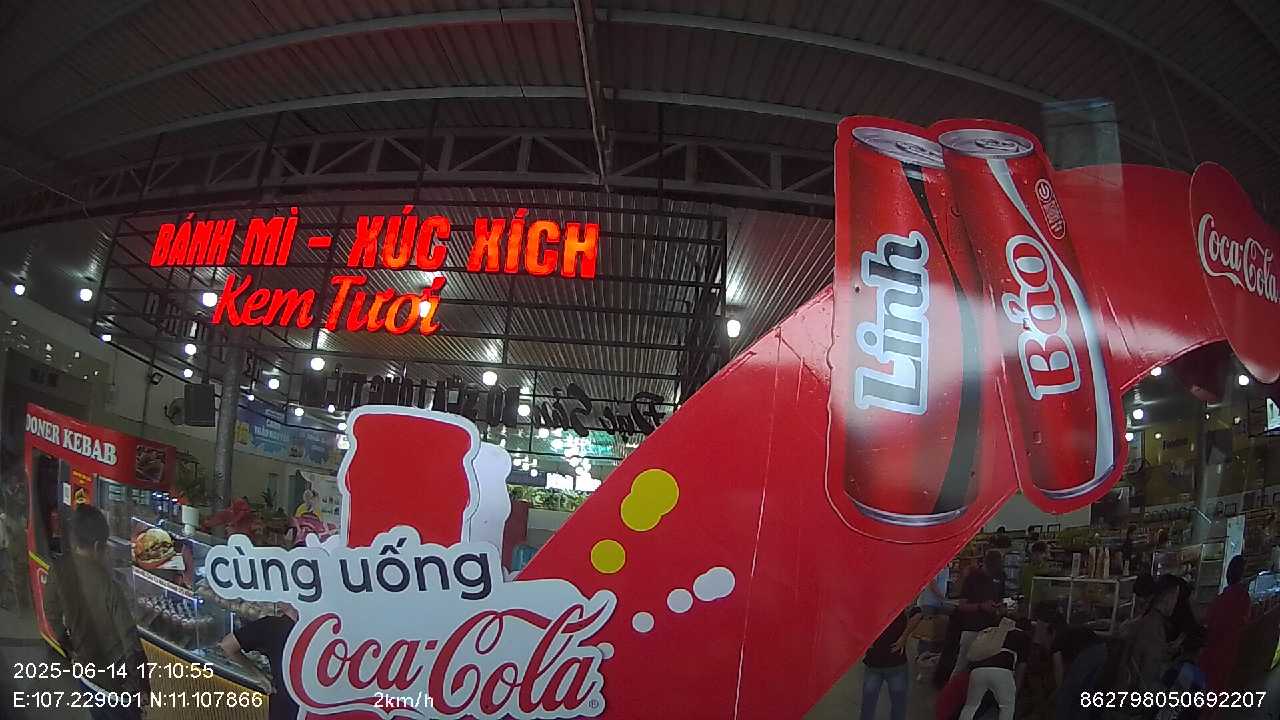 BÁNH MÌ - XÚC XÍCH
Kem Tươi
Linh
Bảo
Coca-Cola
DONER KEBAB
cùng uống
Coca-Cola
2025-06-14 17:10:55
E:107.229001 N:11.107866
2km/h
862798050692207